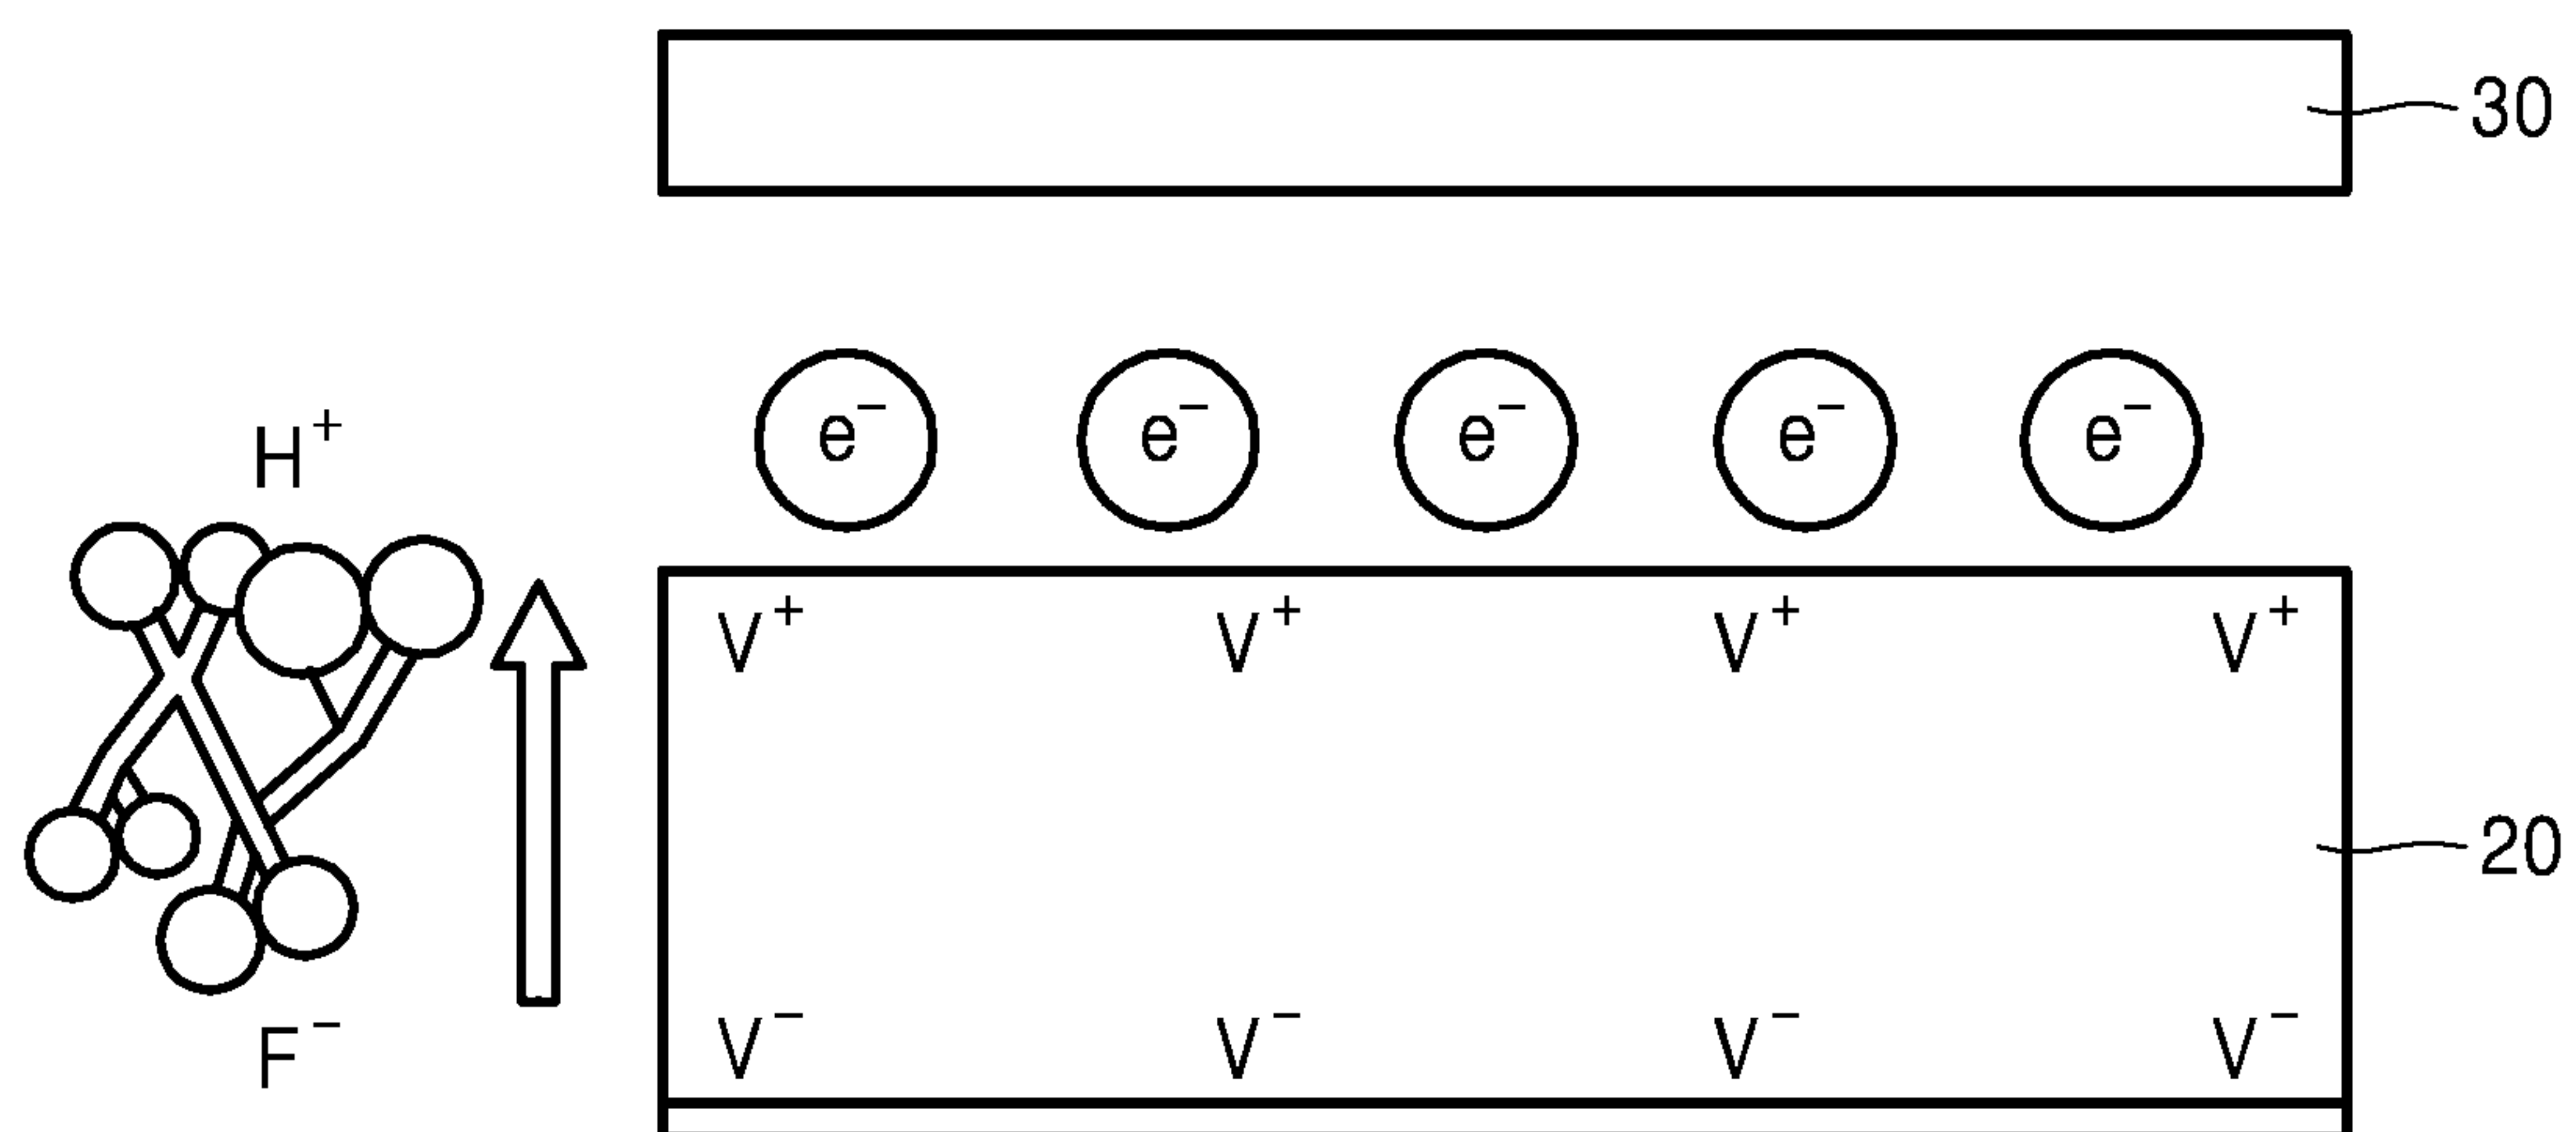 30
e⁻ e⁻ e⁻ e⁻ e⁻
H⁺
V⁺ V⁺ V⁺ V⁺
20
V⁻ V⁻ V⁻ V⁻
F⁻